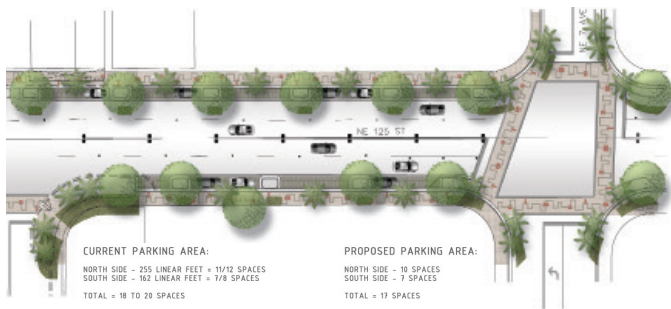 NE 7 AVE
NE 125 ST
CURRENT PARKING AREA:
NORTH SIDE - 255 LINEAR FEET = 11/12 SPACES
SOUTH SIDE - 162 LINEAR FEET = 7/8 SPACES
TOTAL = 18 TO 20 SPACES
PROPOSED PARKING AREA:
NORTH SIDE - 10 SPACES
SOUTH SIDE - 7 SPACES
TOTAL = 17 SPACES